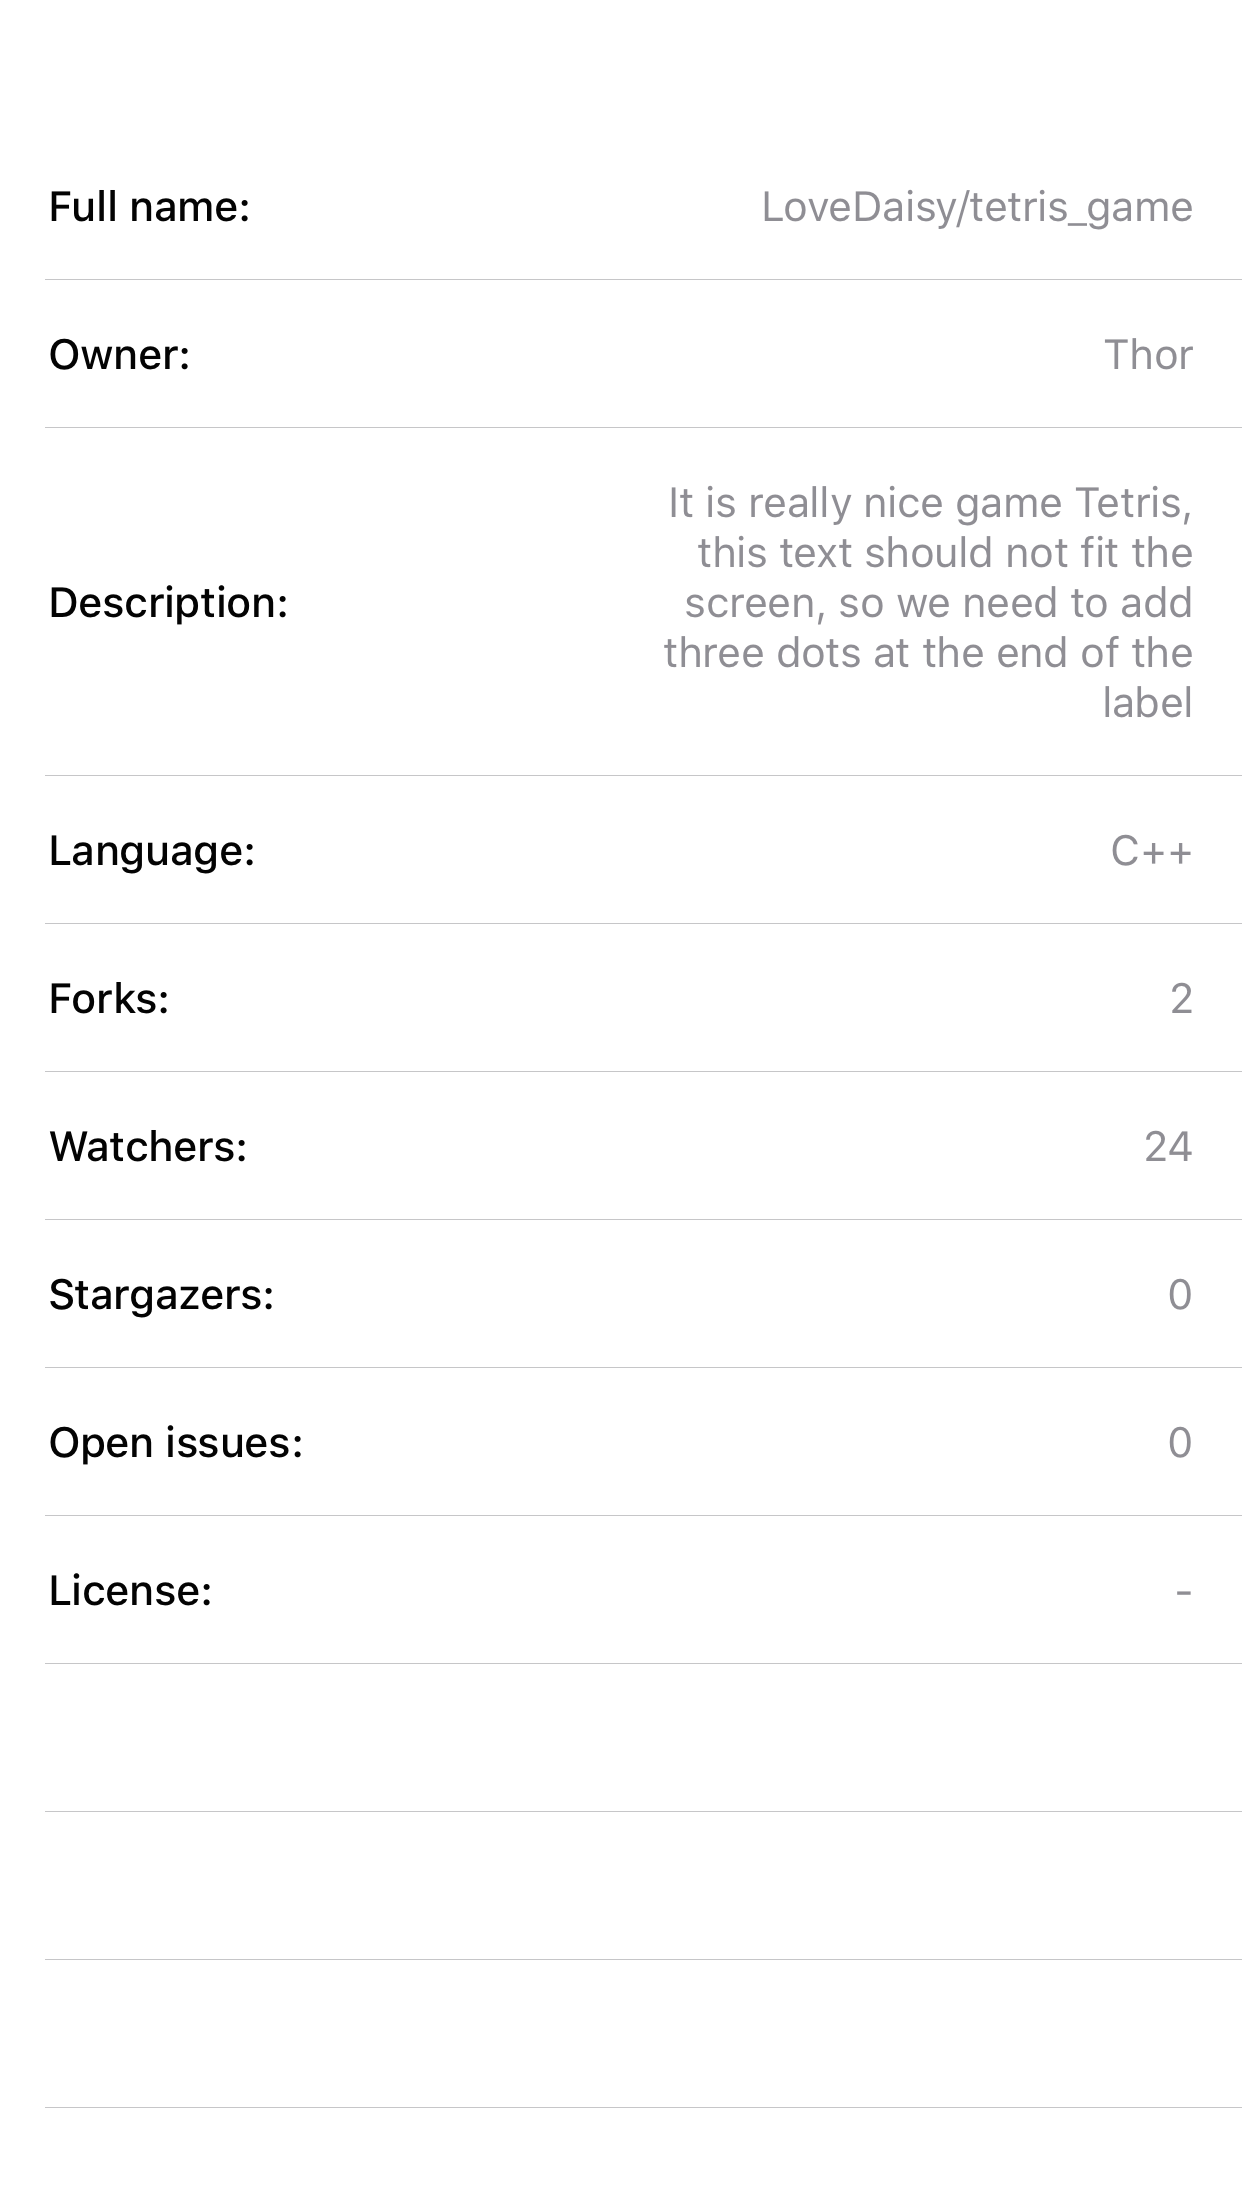 Full name: LoveDaisy/tetris_game
Owner: Thor
Description: It is really nice game Tetris,
this text should not fit the
screen, so we need to add
three dots at the end of the
label
Language: C++
Forks: 2
Watchers: 24
Stargazers: 0
Open issues: 0
License: -